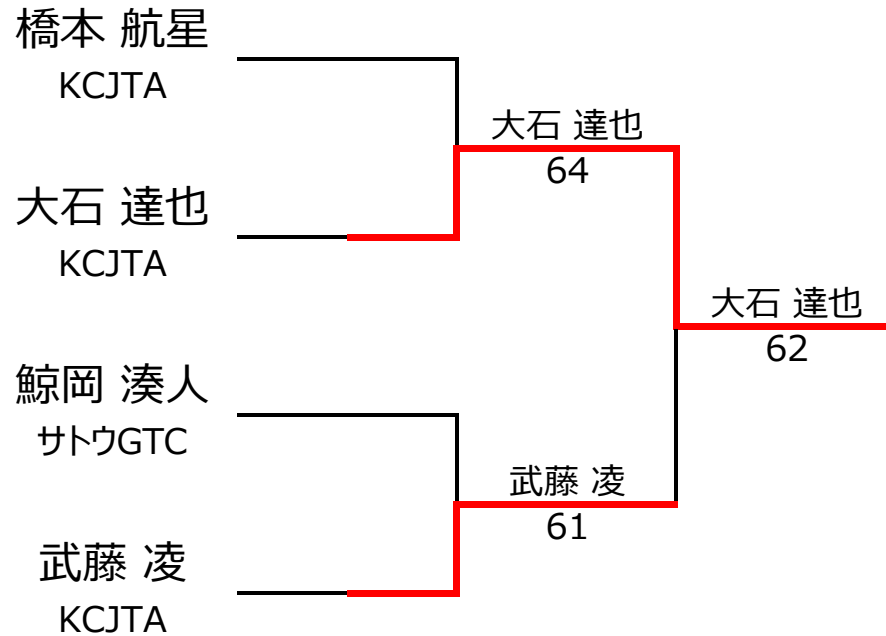 橋本 航星
KCJTA
大石 達也
64
大石 達也
KCJTA
大石 達也
62
鯨岡 湊人
サトウGTC
武藤 凌
61
武藤 凌
KCJTA